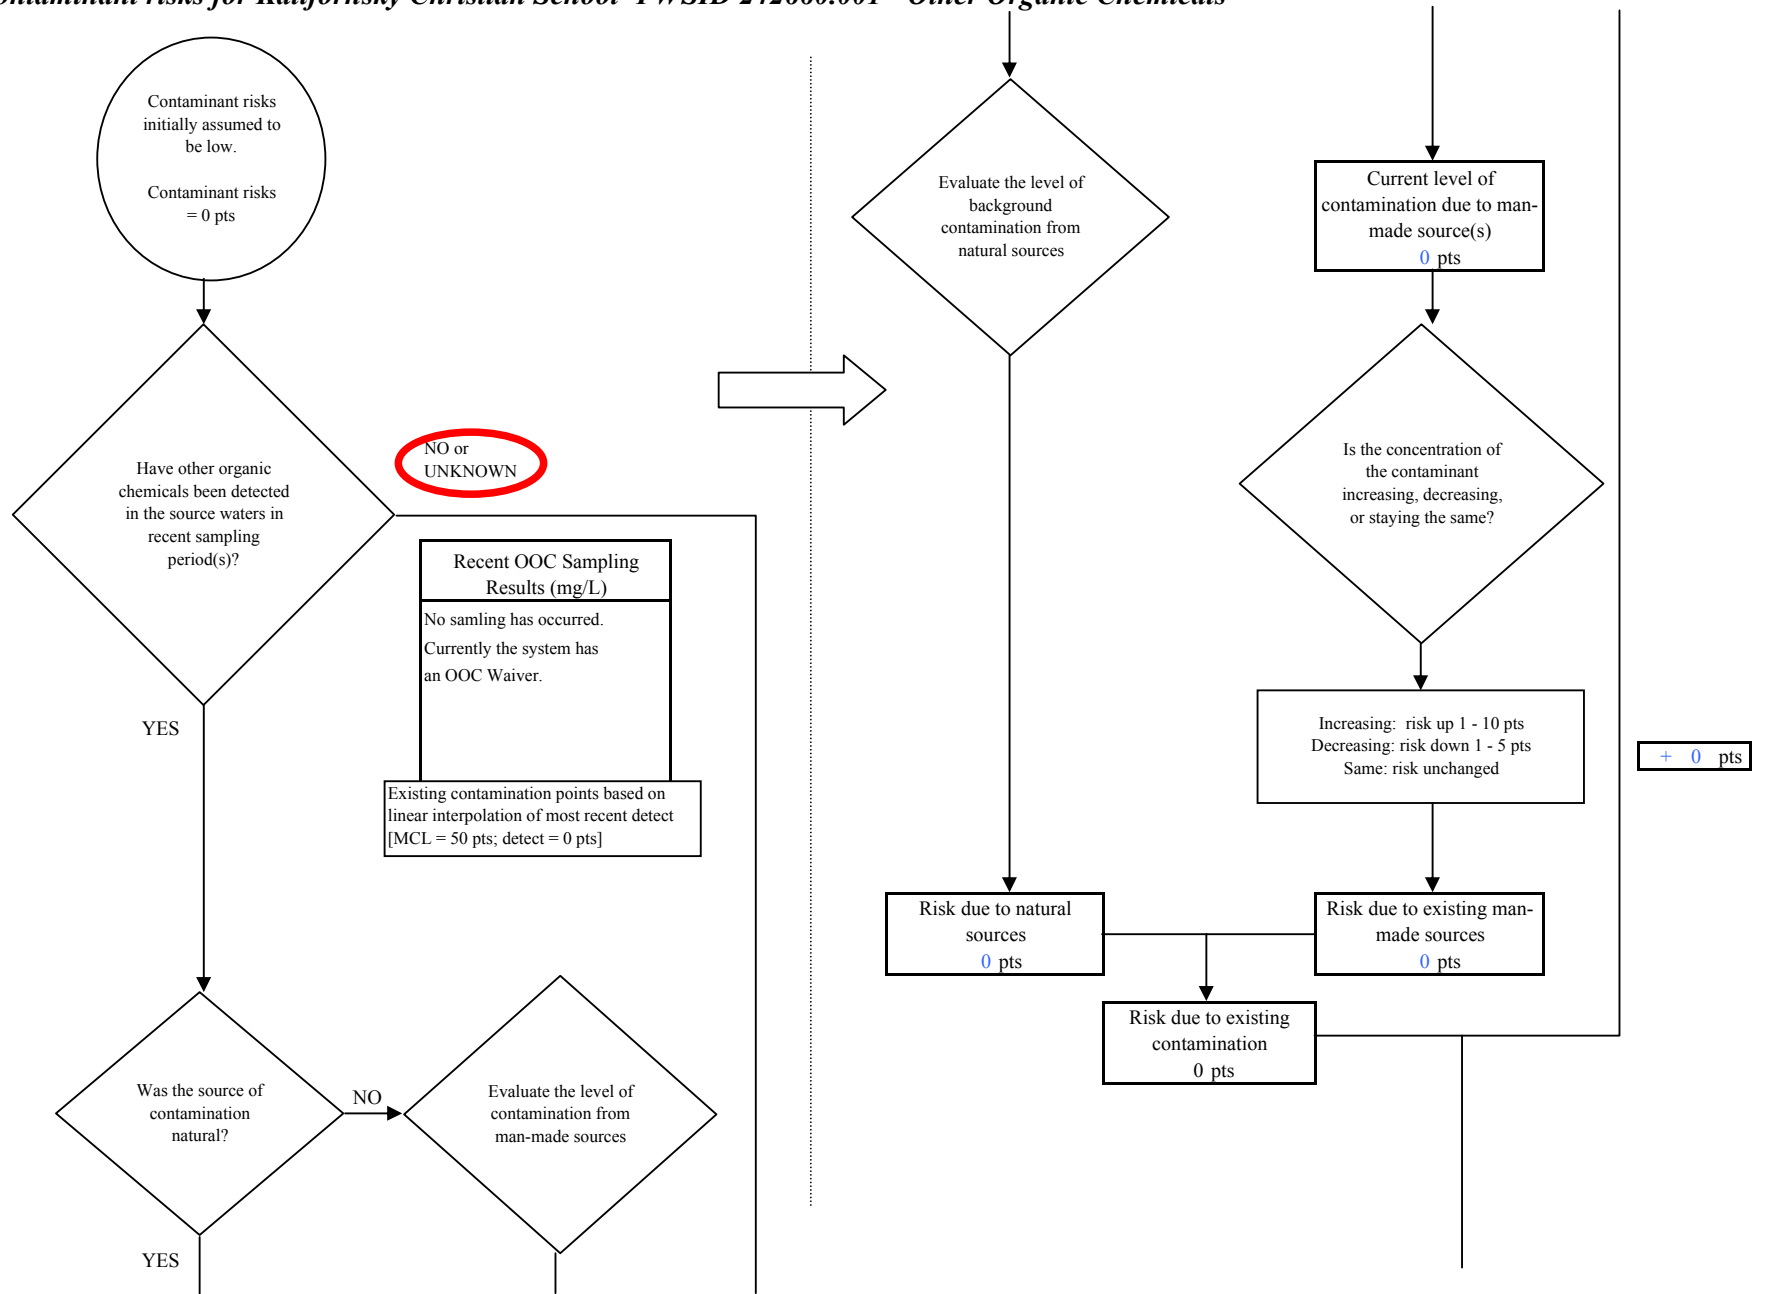 Contaminant risks
initially assumed to
be low.
Contaminant risks
= 0 pts
Have other organic
chemicals been detected
in the source waters in
recent sampling
period(s)?
NO or
UNKNOWN
Recent OOC Sampling
Results (mg/L)
No samling has occurred.
Currently the system has
an OOC Waiver.
Existing contamination points based on
linear interpolation of most recent detect
[MCL = 50 pts; detect = 0 pts]
YES
Was the source of
contamination
natural?
NO
Evaluate the level of
contamination from
man-made sources
YES
Evaluate the level of
background
contamination from
natural sources
Current level of
contamination due to man-
made source(s)
0 pts
Is the concentration of
the contaminant
increasing, decreasing,
or staying the same?
Increasing: risk up 1 - 10 pts
Decreasing: risk down 1 - 5 pts
Same: risk unchanged
+ 0 pts
Risk due to natural
sources
0 pts
Risk due to existing man-
made sources
0 pts
Risk due to existing
contamination
0 pts